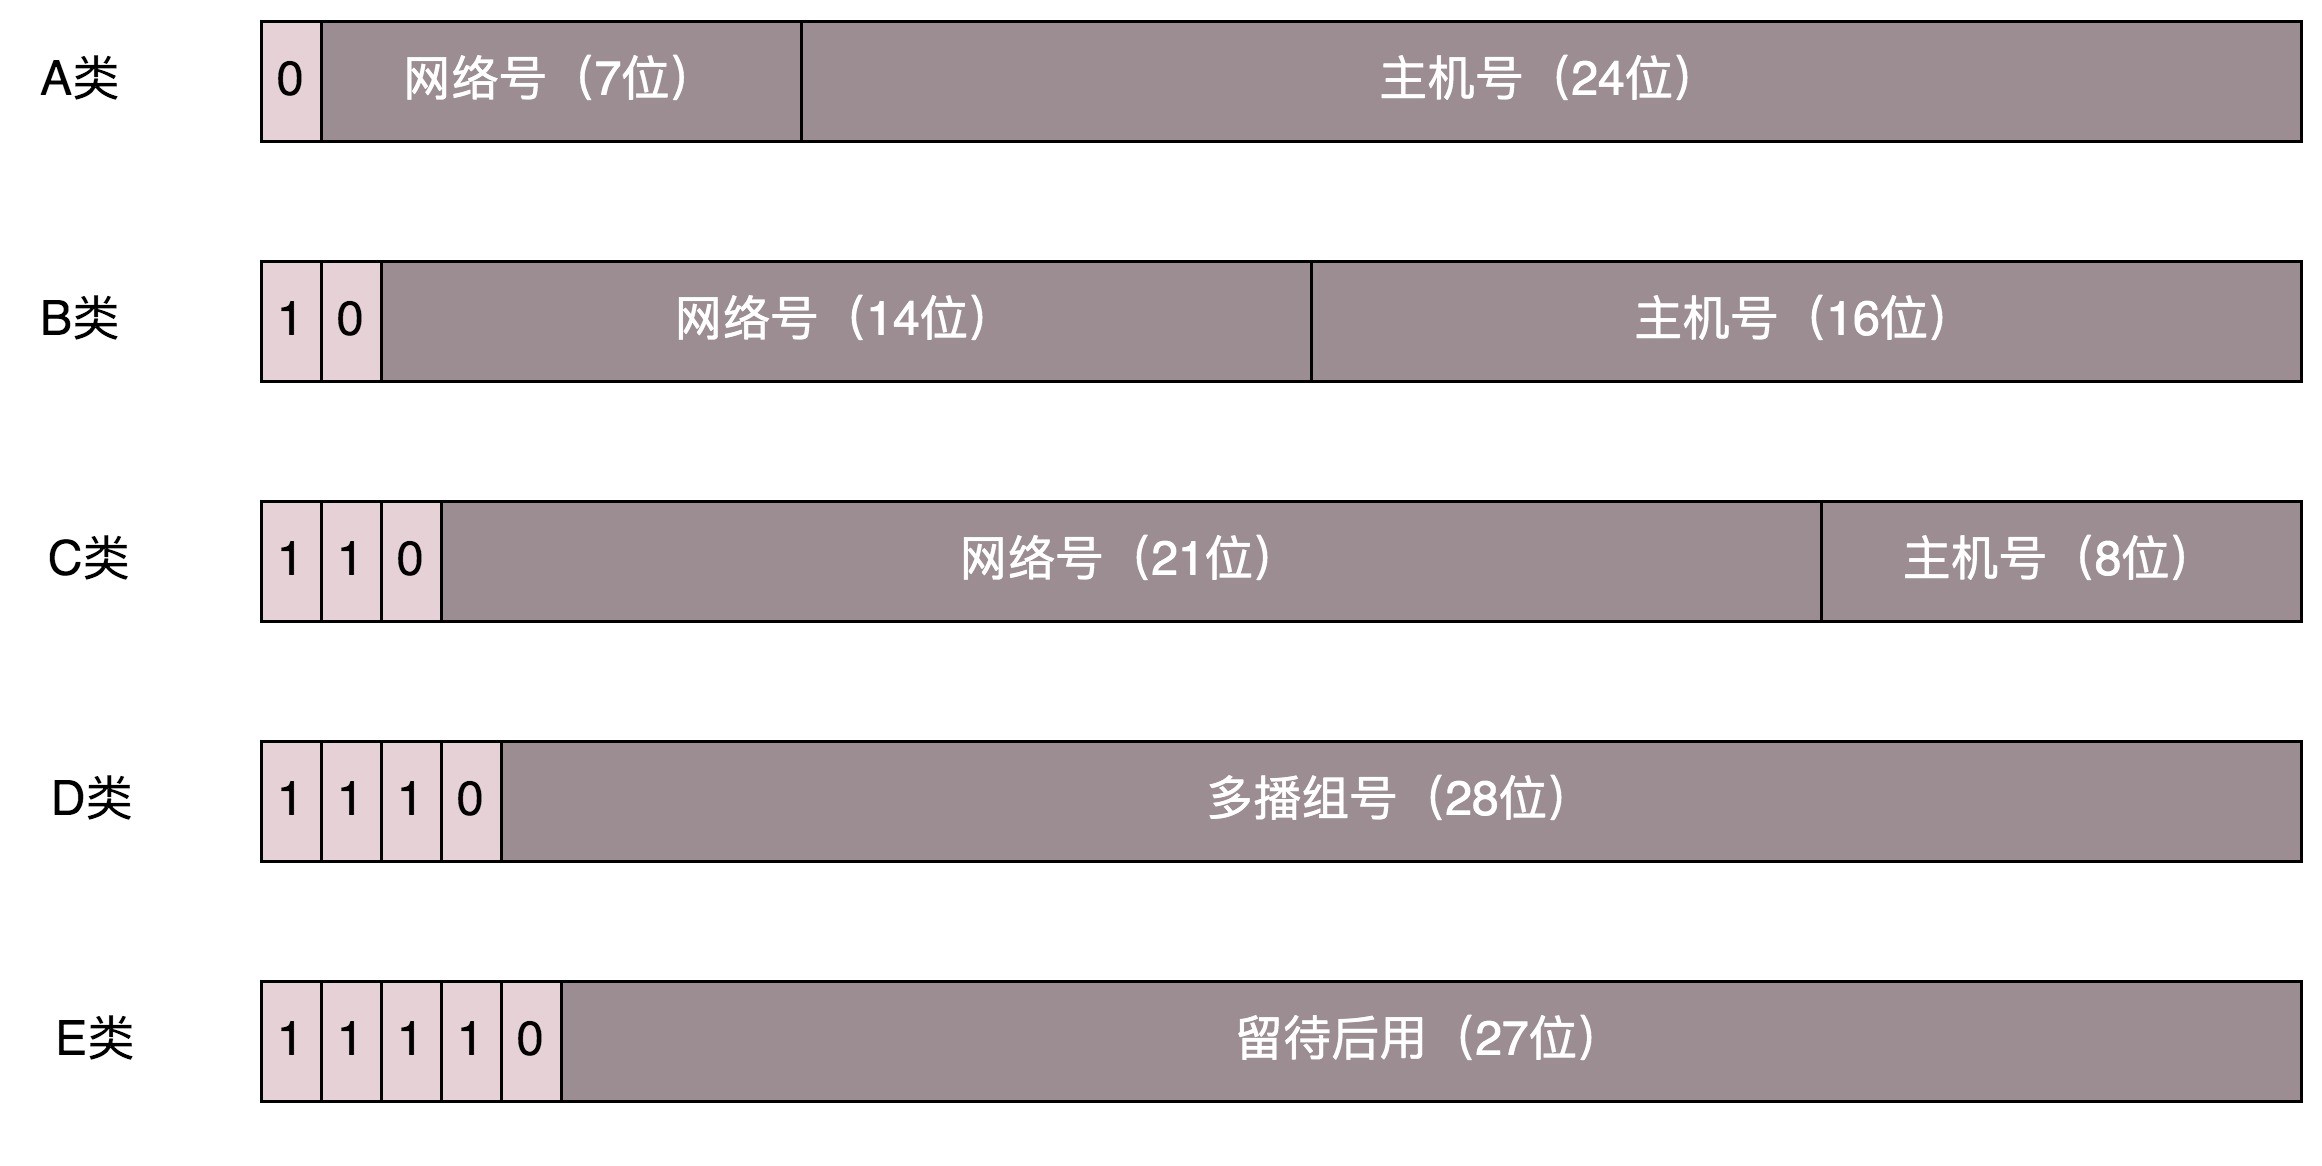 A类 0 网络号（7位） 主机号（24位）
B类 1 0 网络号（14位） 主机号（16位）
C类 1 1 0 网络号（21位） 主机号（8位）
D类 1 1 1 0 多播组号（28位）
E类 1 1 1 1 0 留待后用（27位）